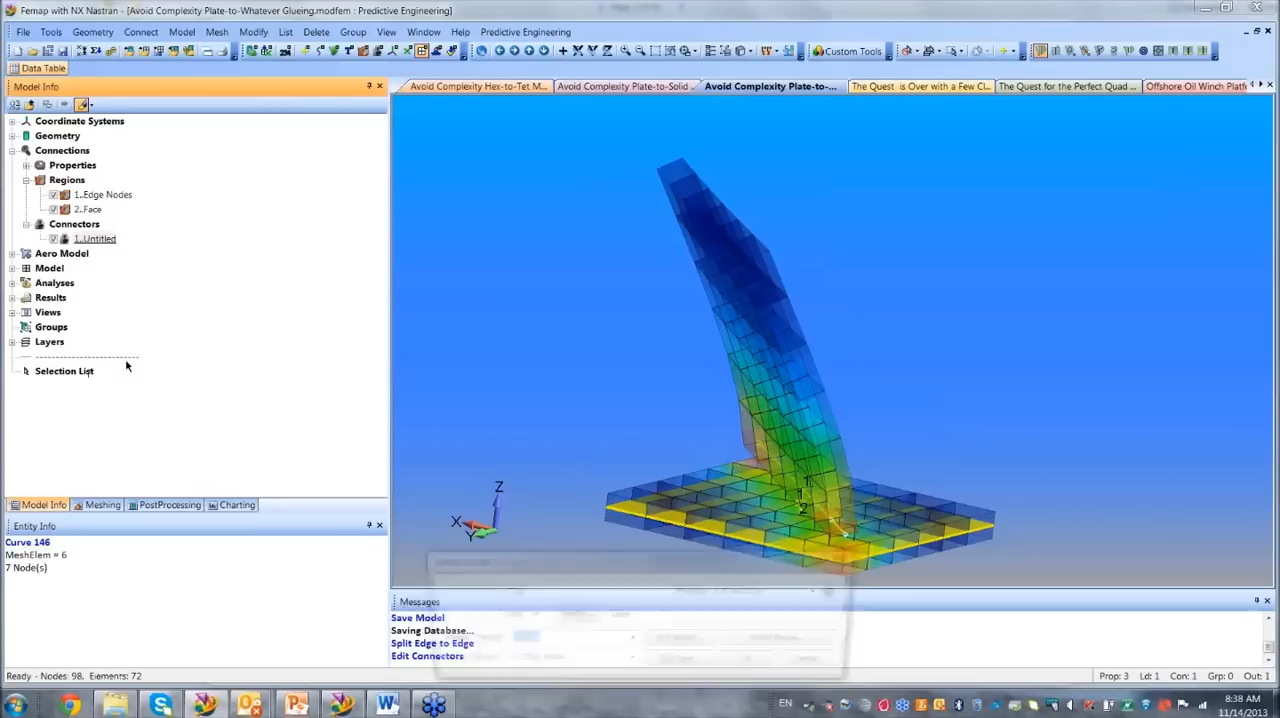 Femap with NX Nastran - [Avoid Complexity Plate-to-Whatever Glueing.modfem] : Predictive Engineering]
File Tools Geometry Connect Model Mesh Modify List Delete Group View Window Help Predictive Engineering
Custom Tools
Data Table
Model Info
Avoid Complexity Hex-to-Tet M... Avoid Complexity Plate-to-Solid Avoid Complexity Plate-to-... The Quest is Over with a Few Cl... The Quest for the Perfect Quad ... Offshore Oil Winch Platf
Coordinate Systems
Geometry
Connections
Properties
Regions
1..Edge Nodes
2..Face
Connectors
1..Untitled
Aero Model
Model
Analyses
Results
Views
Groups
Layers
Selection List
Z
X
Y
1
1
2
Model Info Meshing PostProcessing Charting
Entity Info
Curve 146
MeshElem = 6
7 Node(s)
Messages
Save Model
Saving Database...
Split Edge to Edge
Edit Connectors
Ready - Nodes: 98, Elements: 72 Prop: 3 Ld: 1 Con: 1 Grp: 0 Out: 1
EN 8:38 AM
11/14/2013